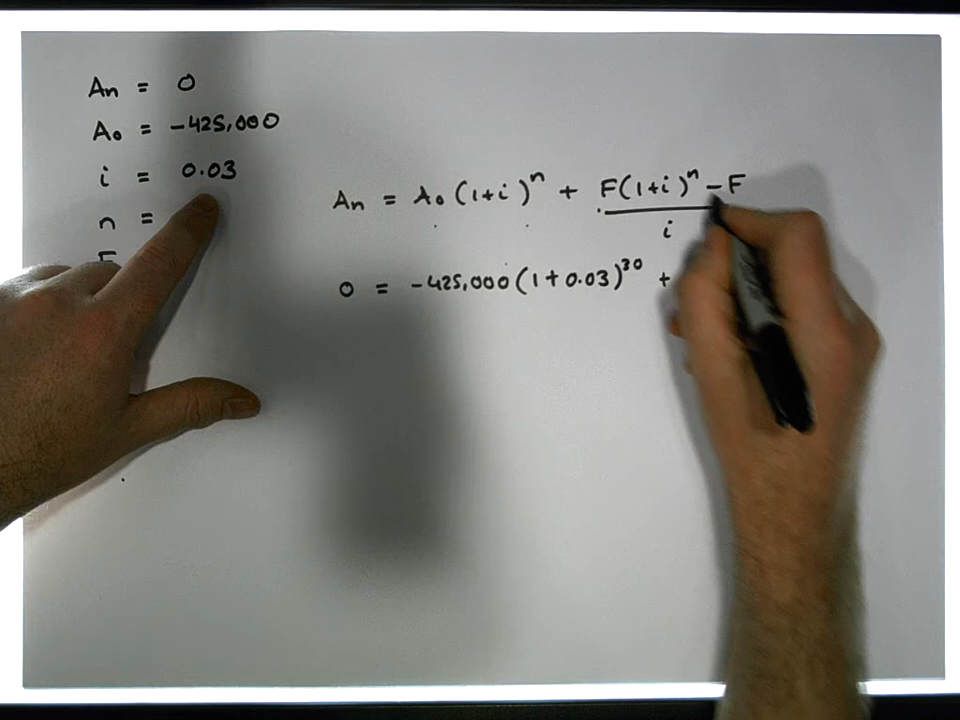 An = 0
A₀ = -425,000
i = 0.03
n =
F
An = A₀(1+i)ⁿ + F(1+i)ⁿ - F
i
0 = -425,000(1+0.03)³⁰ +